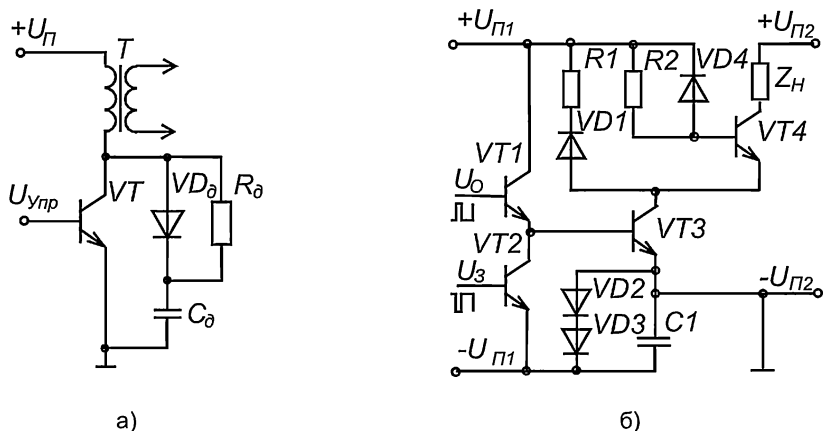 +U_П
T
U_Упр
VT
VD_д
R_д
C_д
а)
+U_П1
+U_П2
R1
R2
VD4
Z_Н
VD1
VT4
VT1
U_О
VT2
VT3
U_З
VD2
-U_П2
VD3
C1
-U_П1
б)